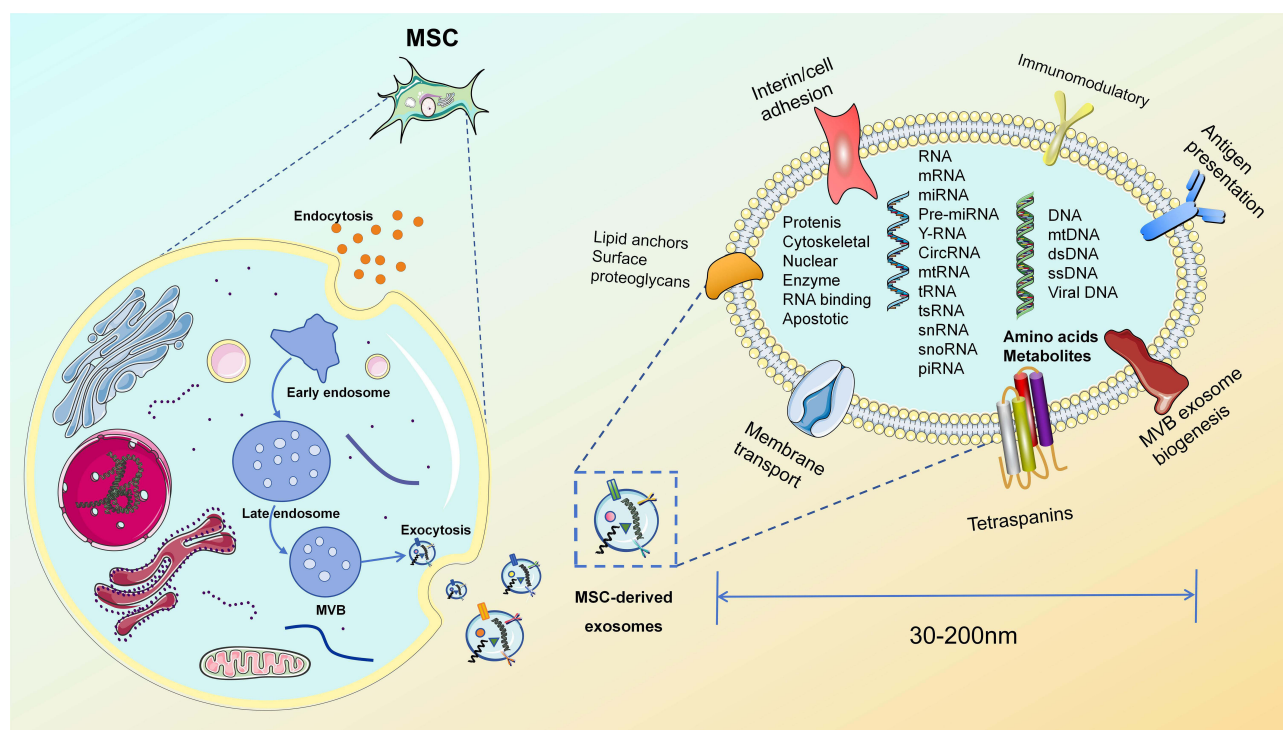 MSC
Endocytosis
Early endosome
Late endosome
Exocytosis
MVB
MSC-derived
exosomes
Interin/cell
adhesion
Immunomodulatory
Antigen
presentation
Lipid anchors
Surface
proteoglycans
Protenis
Cytoskeletal
Nuclear
Enzyme
RNA binding
Apostotic
RNA
mRNA
miRNA
Pre-miRNA
Y-RNA
CircRNA
mtRNA
tRNA
tsRNA
snRNA
snoRNA
piRNA
DNA
mtDNA
dsDNA
ssDNA
Viral DNA
Amino acids
Metabolites
Membrane
transport
Tetraspanins
MVB exosome
biogenesis
30-200nm